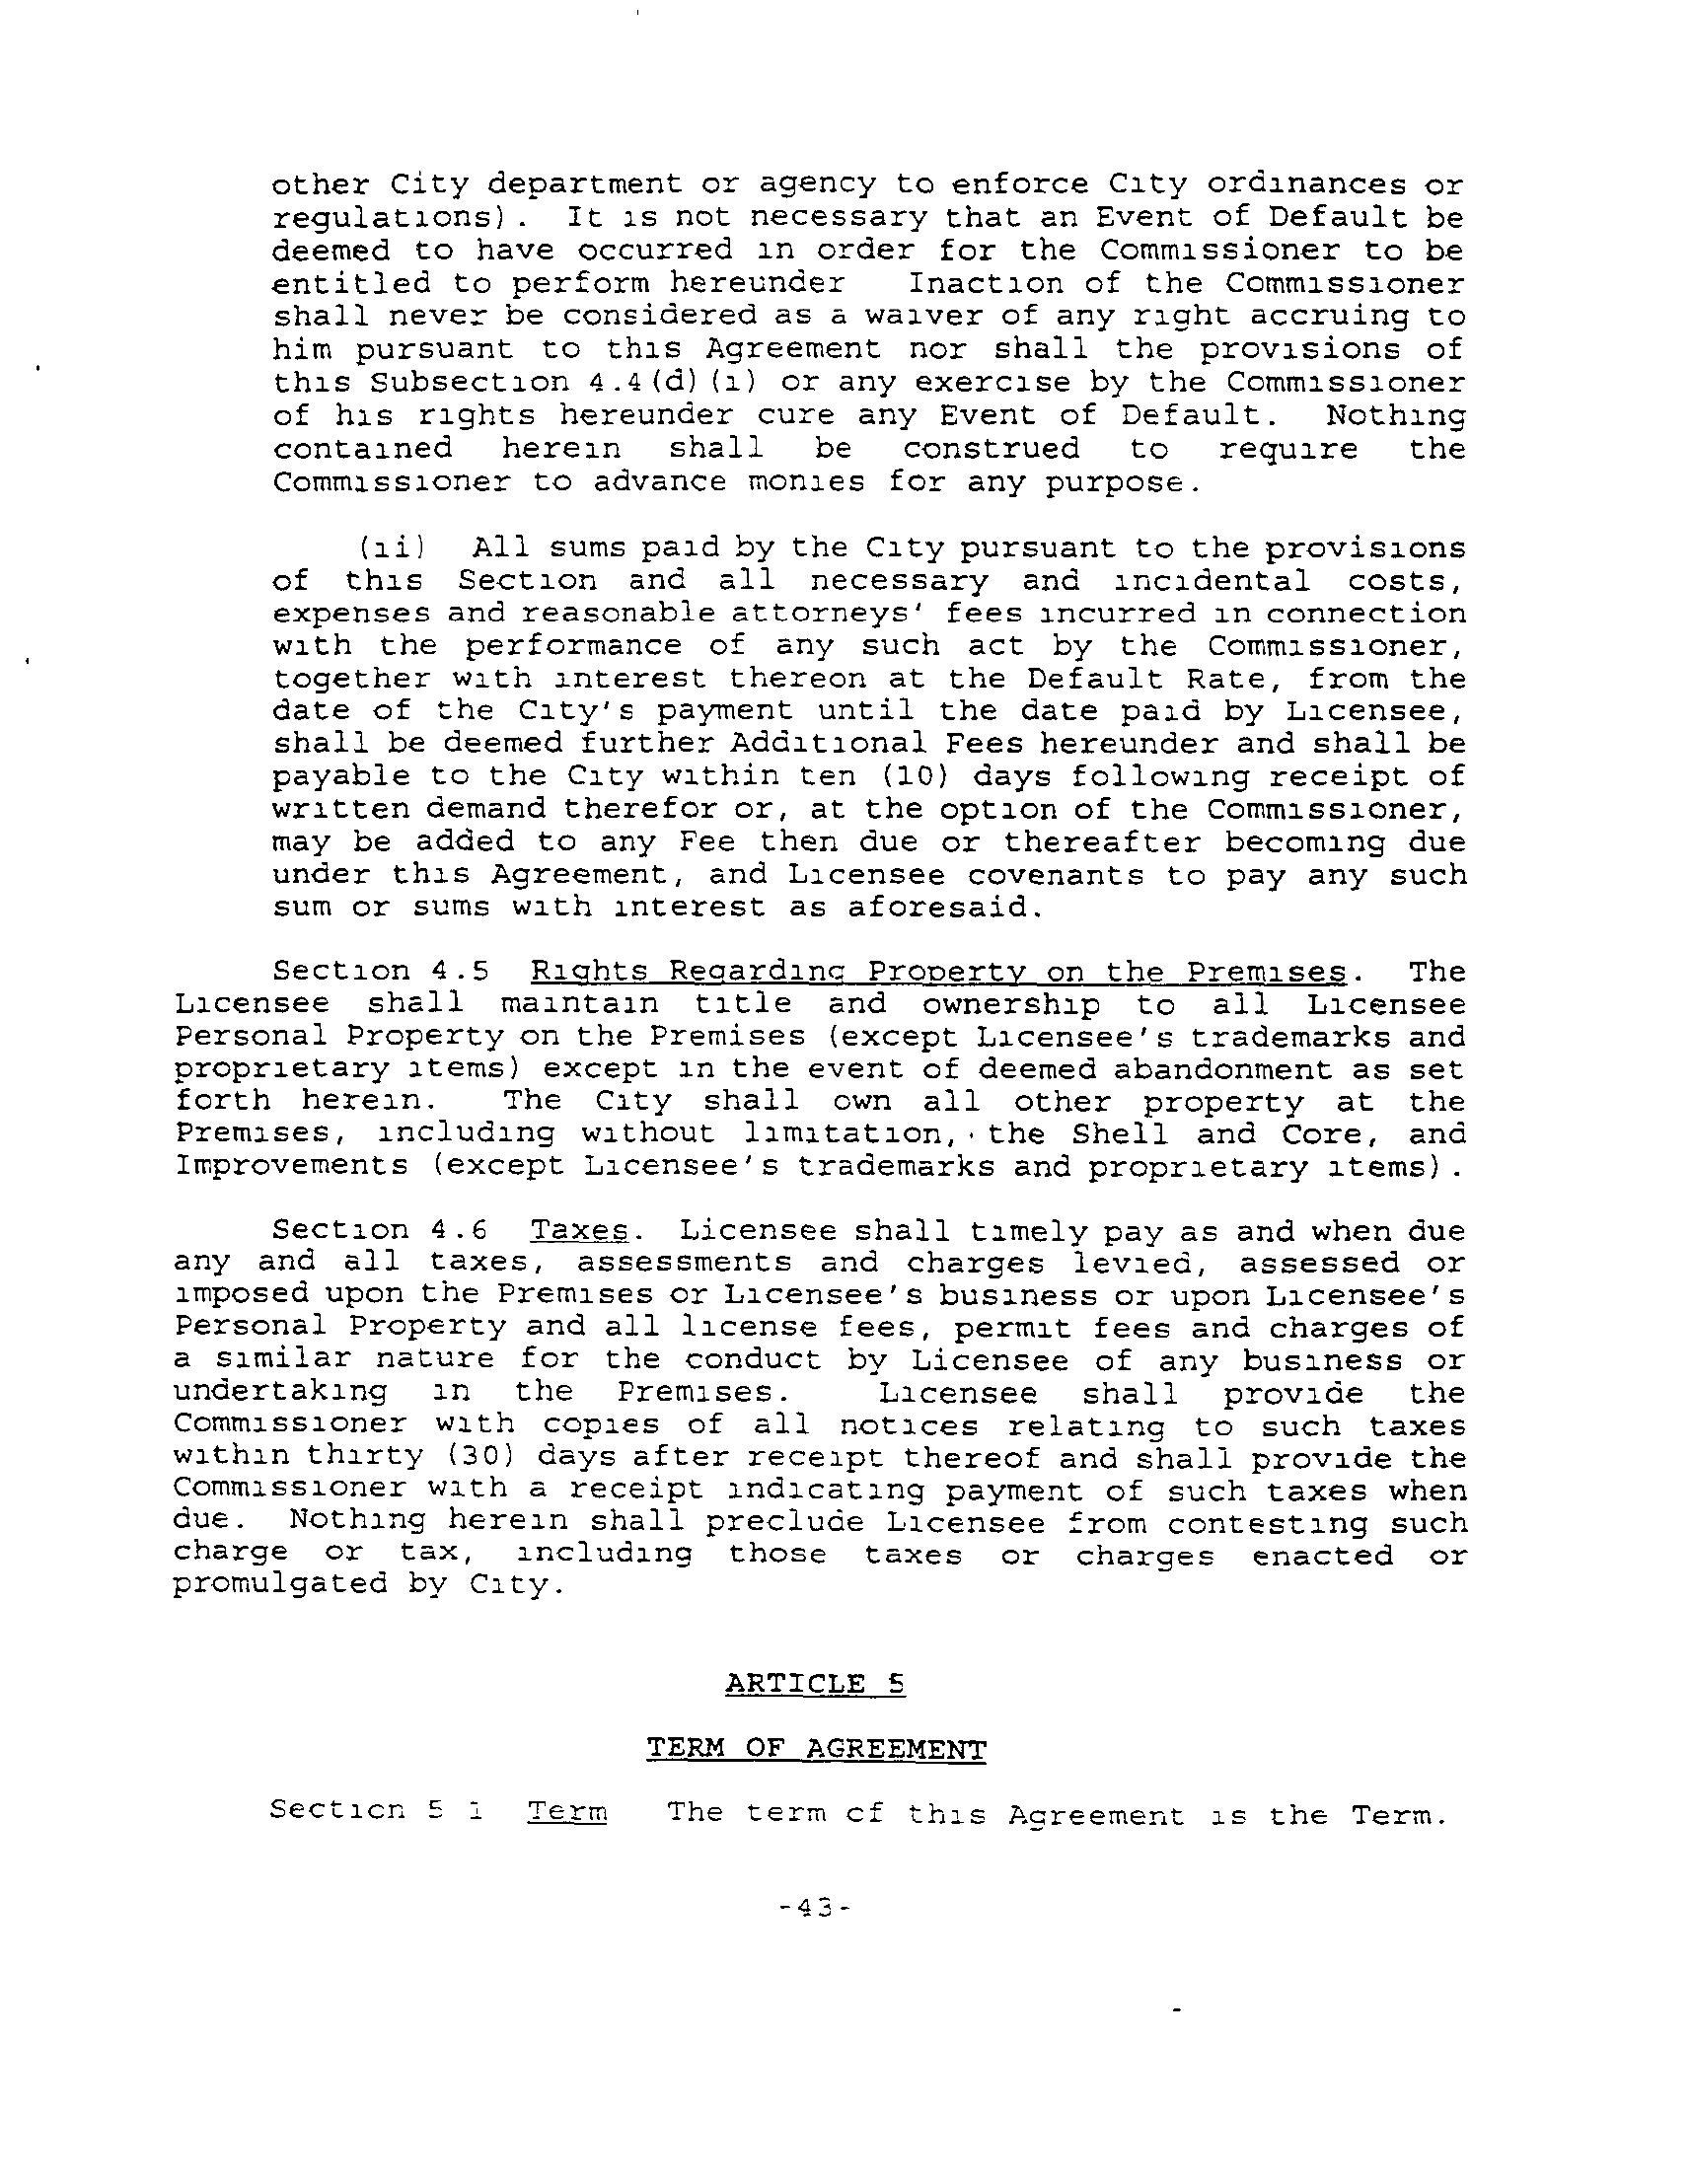 other City department or agency to enforce City ordinances or
regulations). It is not necessary that an Event of Default be
deemed to have occurred in order for the Commissioner to be
entitled to perform hereunder Inaction of the Commissioner
shall never be considered as a waiver of any right accruing to
him pursuant to this Agreement nor shall the provisions of
this Subsection 4.4(d)(i) or any exercise by the Commissioner
of his rights hereunder cure any Event of Default. Nothing
contained herein shall be construed to require the
Commissioner to advance monies for any purpose.
(ii) All sums paid by the City pursuant to the provisions
of this Section and all necessary and incidental costs,
expenses and reasonable attorneys' fees incurred in connection
with the performance of any such act by the Commissioner,
together with interest thereon at the Default Rate, from the
date of the City's payment until the date paid by Licensee,
shall be deemed further Additional Fees hereunder and shall be
payable to the City within ten (10) days following receipt of
written demand therefor or, at the option of the Commissioner,
may be added to any Fee then due or thereafter becoming due
under this Agreement, and Licensee covenants to pay any such
sum or sums with interest as aforesaid.
Section 4.5 Rights Regarding Property on the Premises. The
Licensee shall maintain title and ownership to all Licensee
Personal Property on the Premises (except Licensee's trademarks and
proprietary items) except in the event of deemed abandonment as set
forth herein. The City shall own all other property at the
Premises, including without limitation, the Shell and Core, and
Improvements (except Licensee's trademarks and proprietary items).
Section 4.6 Taxes. Licensee shall timely pay as and when due
any and all taxes, assessments and charges levied, assessed or
imposed upon the Premises or Licensee's business or upon Licensee's
Personal Property and all license fees, permit fees and charges of
a similar nature for the conduct by Licensee of any business or
undertaking in the Premises. Licensee shall provide the
Commissioner with copies of all notices relating to such taxes
within thirty (30) days after receipt thereof and shall provide the
Commissioner with a receipt indicating payment of such taxes when
due. Nothing herein shall preclude Licensee from contesting such
charge or tax, including those taxes or charges enacted or
promulgated by City.
ARTICLE 5
TERM OF AGREEMENT
Section 5 1 Term The term of this Agreement is the Term.
-43-